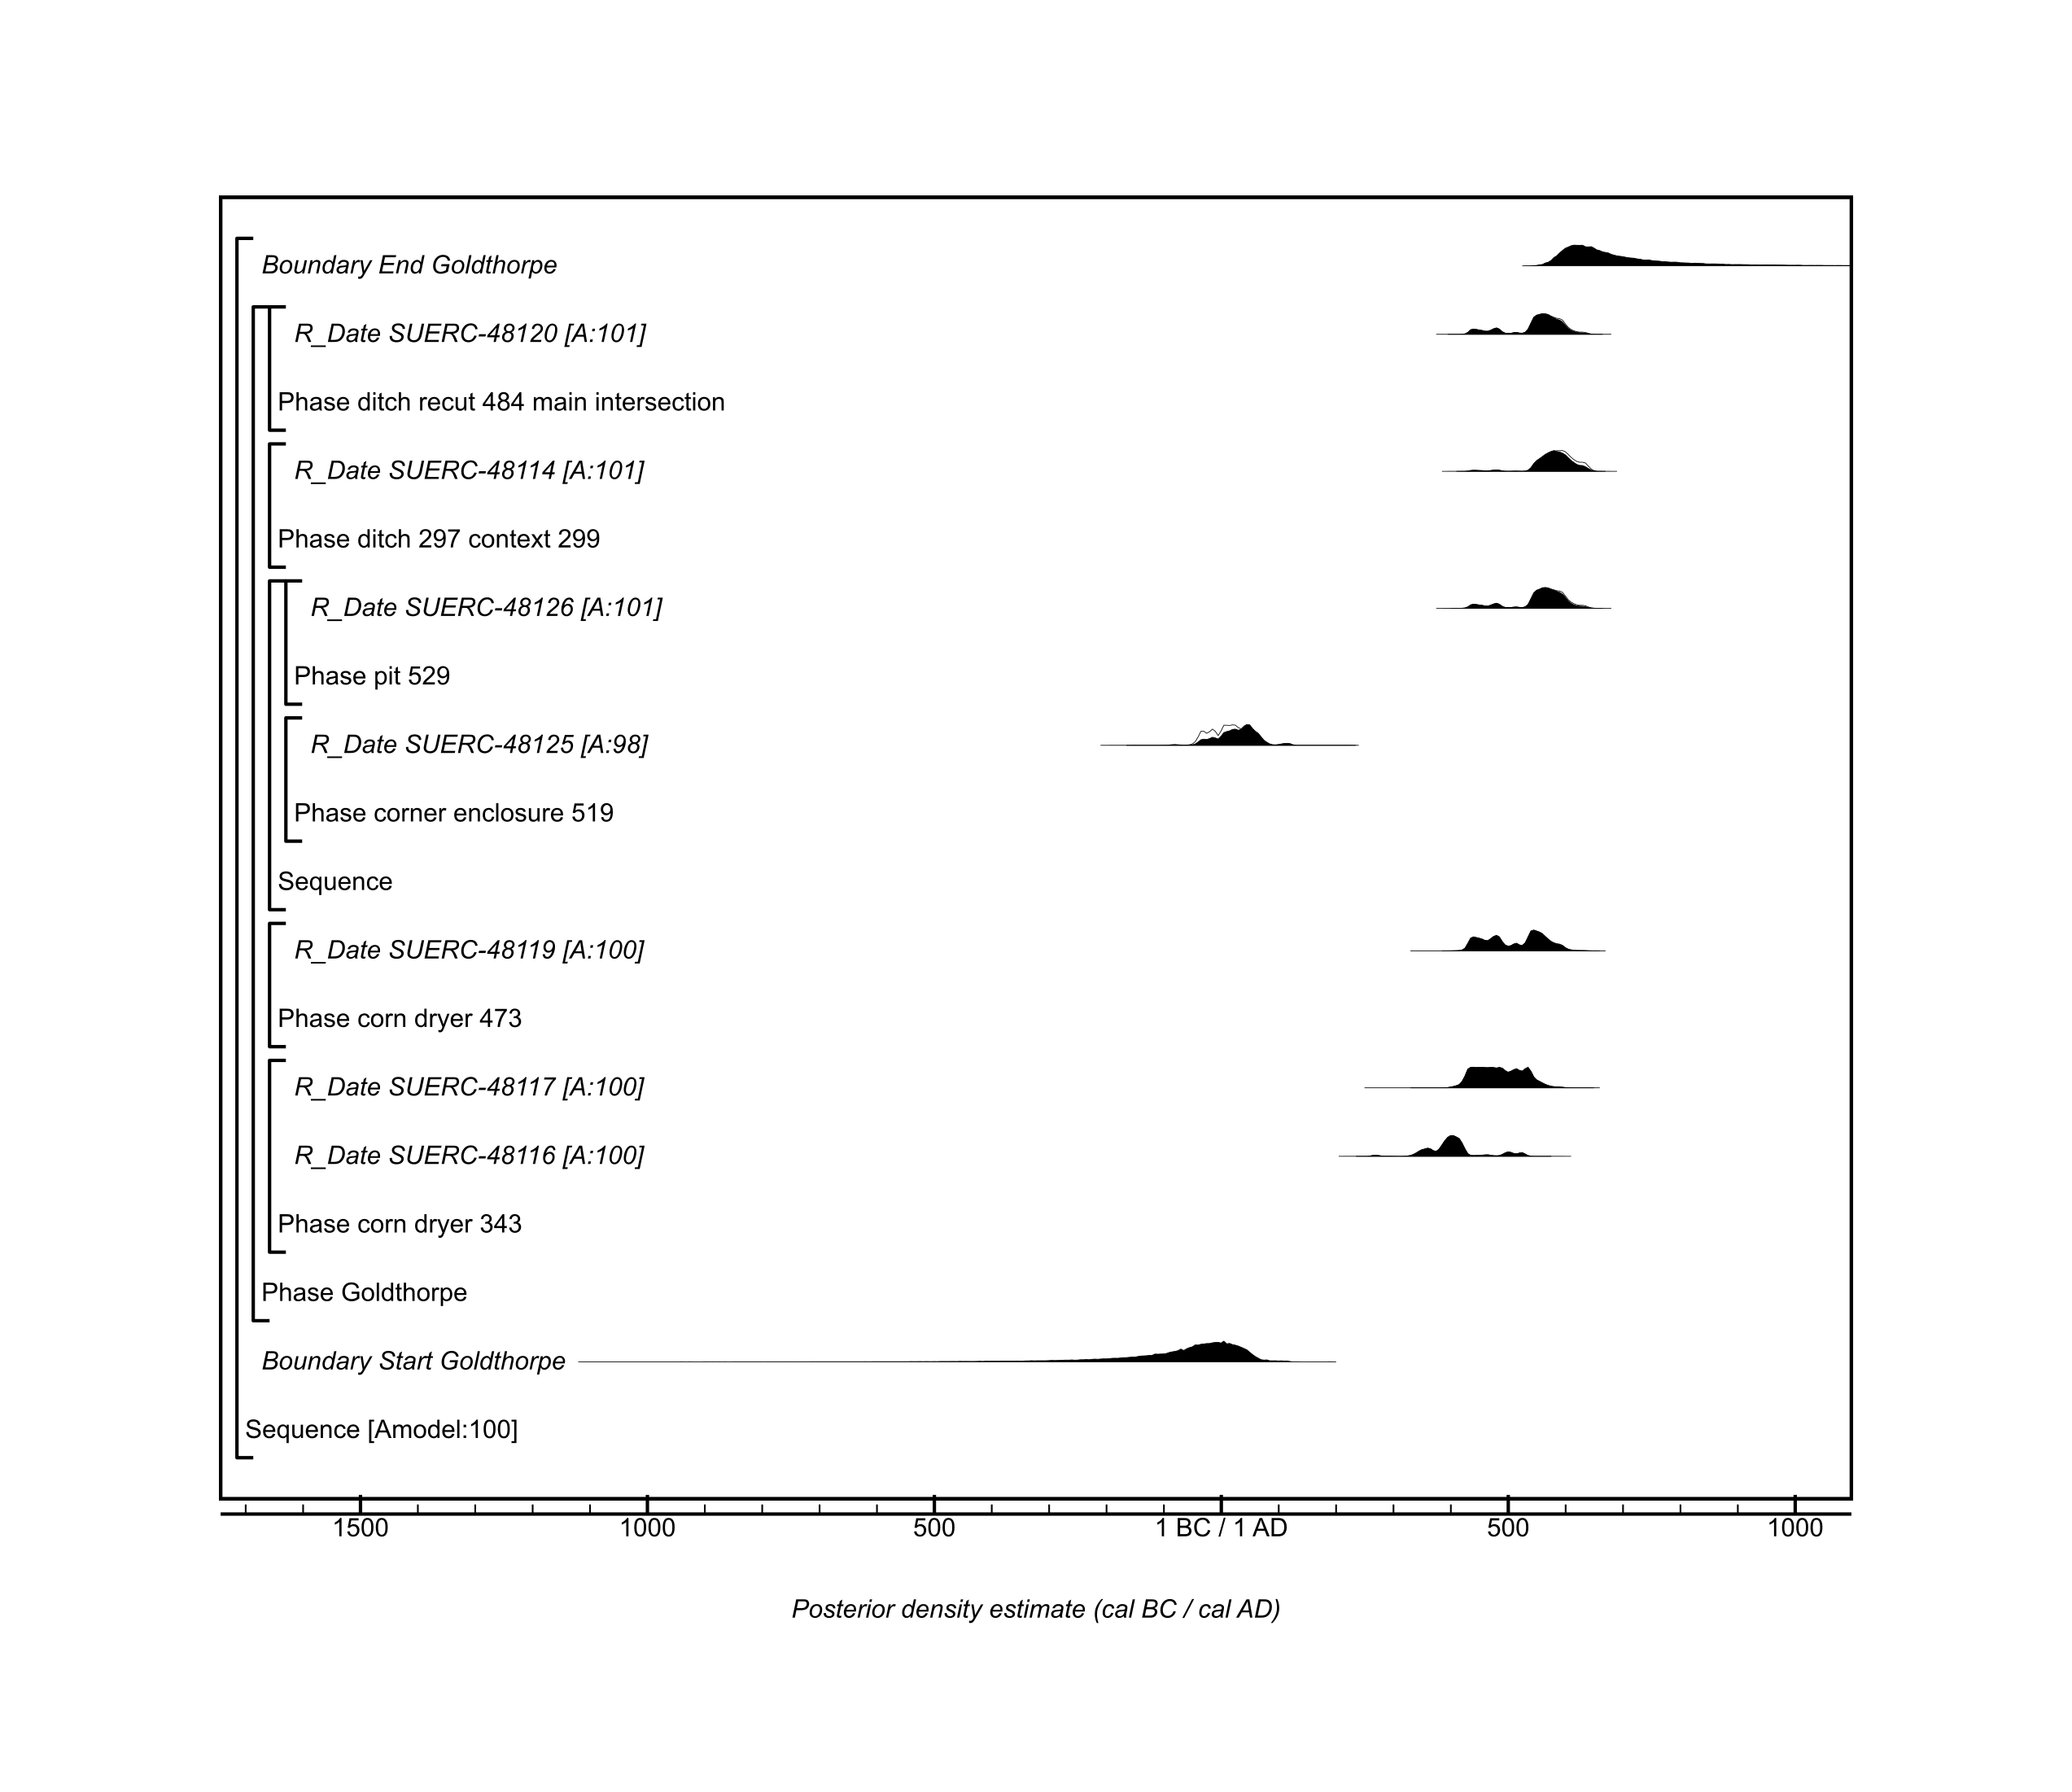 Boundary End Goldthorpe
R_Date SUERC-48120 [A:101]
Phase ditch recut 484 main intersection
R_Date SUERC-48114 [A:101]
Phase ditch 297 context 299
R_Date SUERC-48126 [A:101]
Phase pit 529
R_Date SUERC-48125 [A:98]
Phase corner enclosure 519
Sequence
R_Date SUERC-48119 [A:100]
Phase corn dryer 473
R_Date SUERC-48117 [A:100]
R_Date SUERC-48116 [A:100]
Phase corn dryer 343
Phase Goldthorpe
Boundary Start Goldthorpe
Sequence [Amodel:100]
1500 1000 500 1 BC / 1 AD 500 1000
Posterior density estimate (cal BC / cal AD)